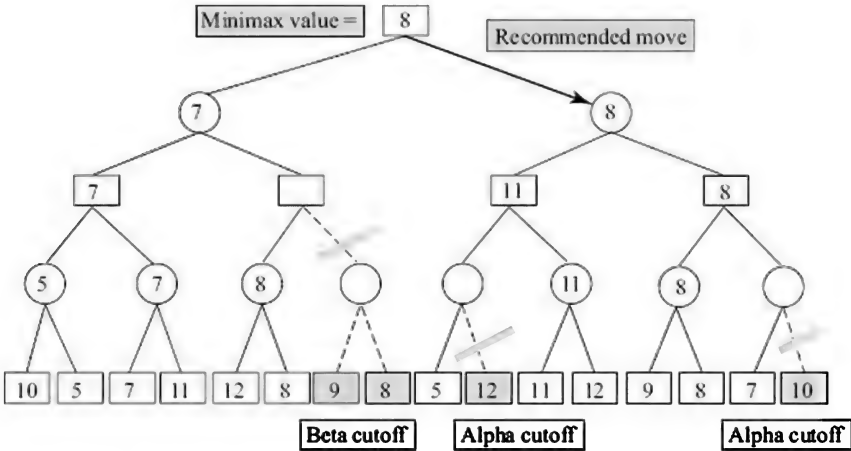 Minimax value = 8
Recommended move
7 8
7 11 8
5 7 8 11 8
10 5 7 11 12 8 9 8 5 12 11 12 9 8 7 10
Beta cutoff Alpha cutoff Alpha cutoff